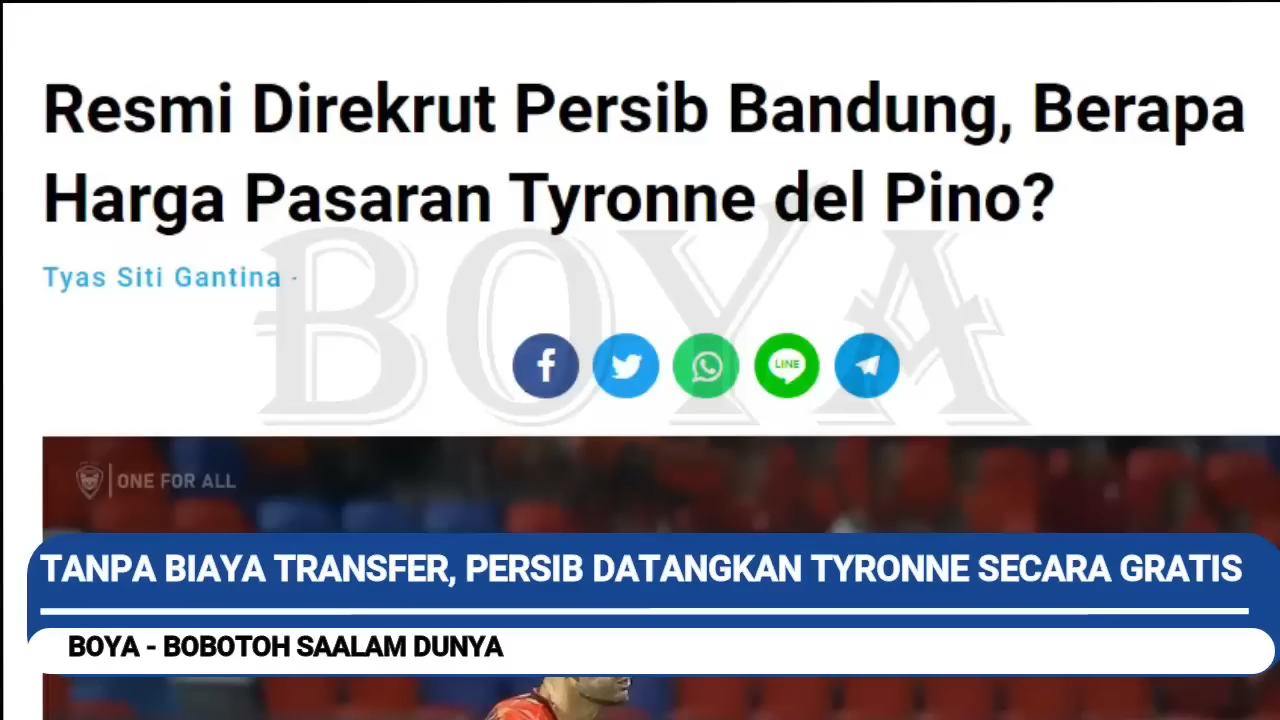 Resmi Direkrut Persib Bandung, Berapa
Harga Pasaran Tyronne del Pino?
Tyas Siti Gantina -
BOYA
LINE
ONE FOR ALL
TANPA BIAYA TRANSFER, PERSIB DATANGKAN TYRONNE SECARA GRATIS
BOYA - BOBOTOH SAALAM DUNYA